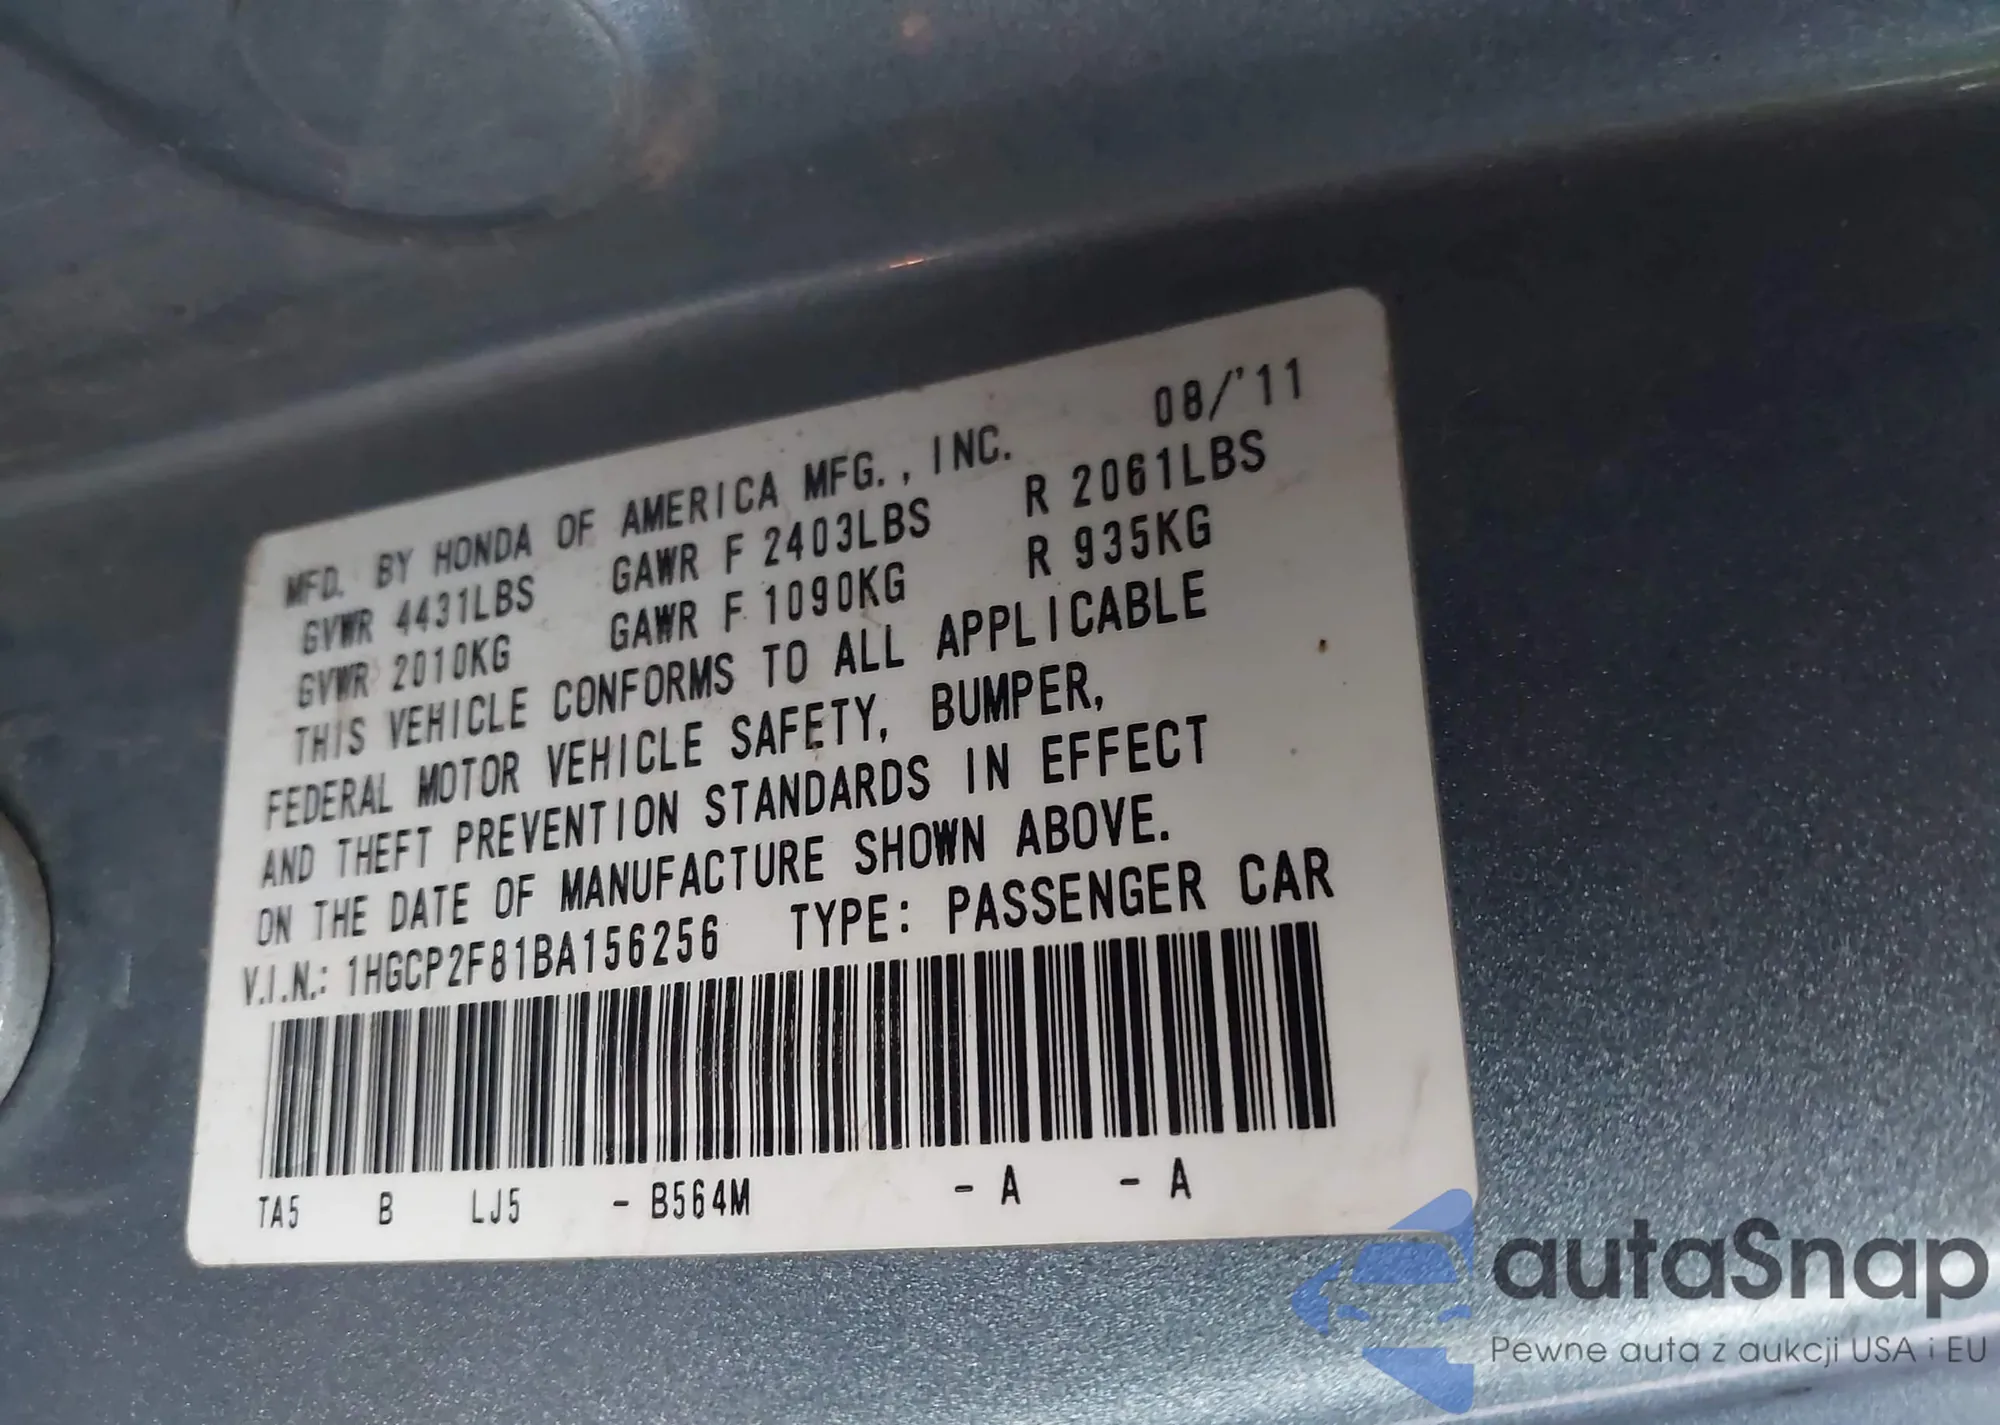 MFD. BY HONDA OF AMERICA MFG., INC. 08/'11
GVWR 4431LBS GAWR F 2403LBS R 2061LBS
GVWR 2010KG GAWR F 1090KG R 935KG
THIS VEHICLE CONFORMS TO ALL APPLICABLE
FEDERAL MOTOR VEHICLE SAFETY, BUMPER,
AND THEFT PREVENTION STANDARDS IN EFFECT
ON THE DATE OF MANUFACTURE SHOWN ABOVE.
V.I.N.: 1HGCP2F81BA156256 TYPE: PASSENGER CAR
TA5 B LJ5 - B564M - A - A
autaSnap
Pewne auta z aukcji USA i EU